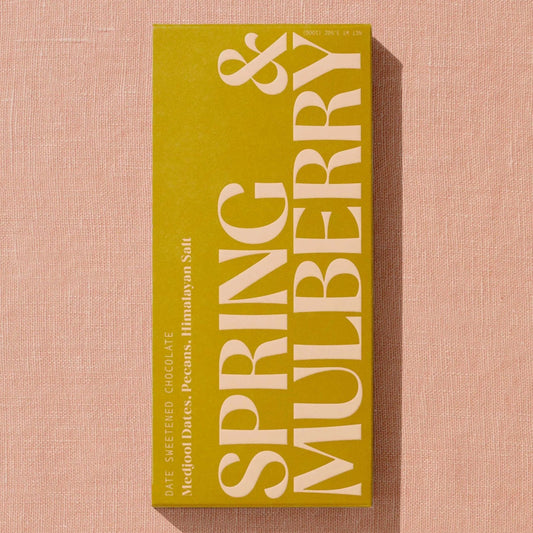 SPRING &
MULBERRY
DATE SWEETENED CHOCOLATE
Medjool Dates, Pecans, Himalayan Salt